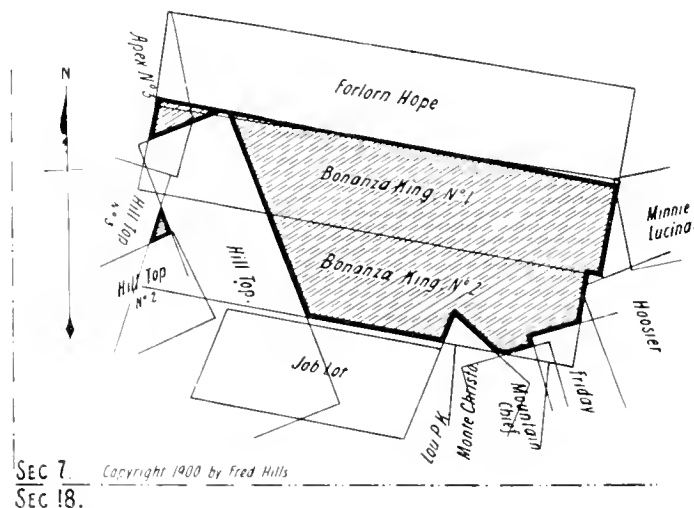 Apex Nº 3
N
Forlorn Hope
Bonanza King, Nº 1
Minnie
Lucina
Hill Top
Nº 3
Bonanza King, Nº 2
Hill Top.
Hill Top
Nº 2
Hoosier
Job Lot
Lou P K
Monte Christo
Mountain
Chief
Friday
SEC 7. Copyright 1900 by Fred Hills
SEC 18.